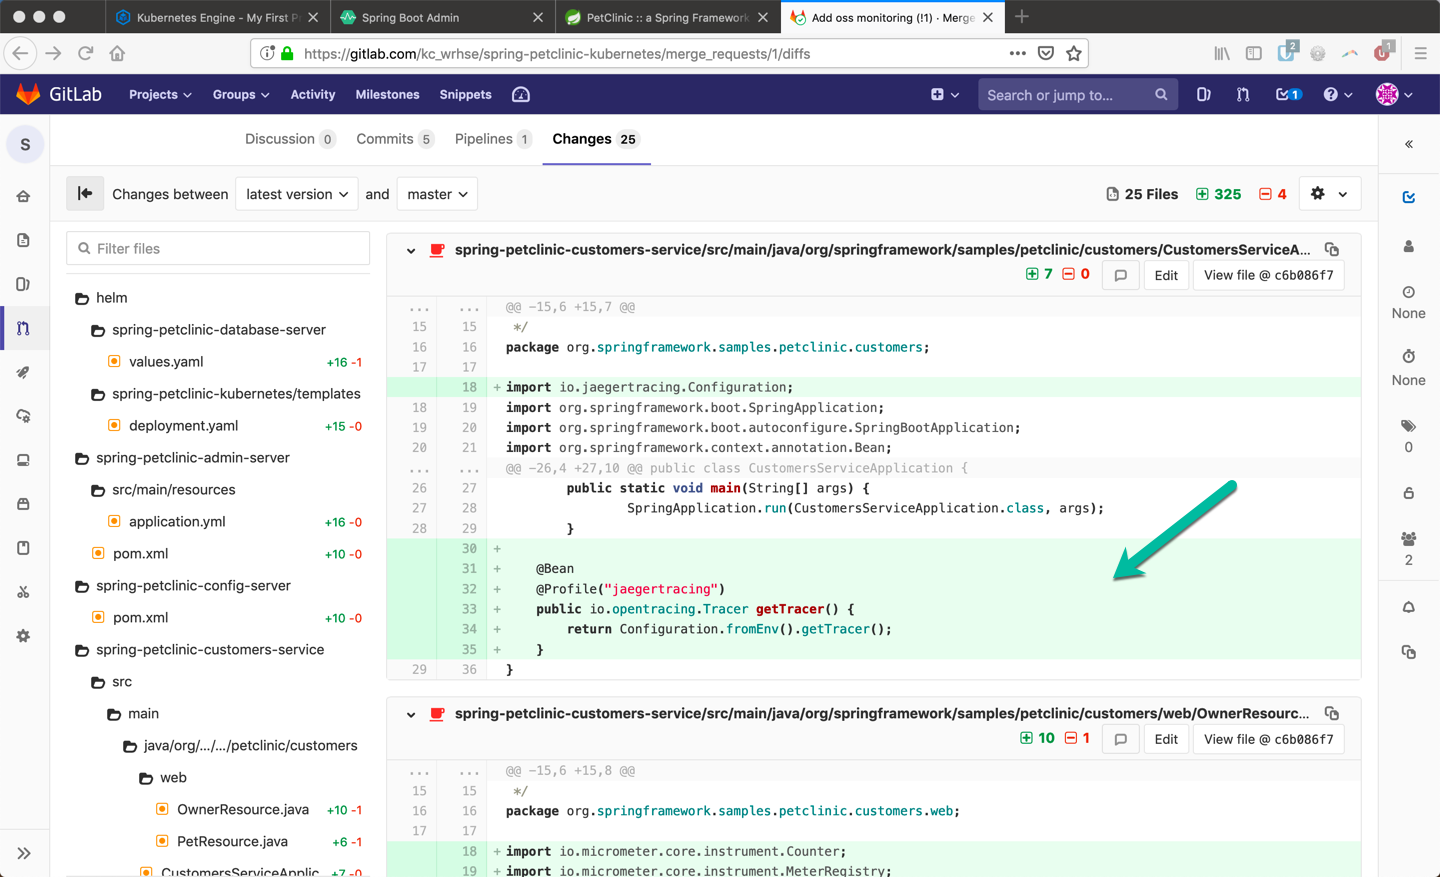 Kubernetes Engine - My First P
Spring Boot Admin
PetClinic :: a Spring Framework
Add oss monitoring (!1) · Merge
https://gitlab.com/kc_wrhse/spring-petclinic-kubernetes/merge_requests/1/diffs
2
1
GitLab
Projects
Groups
Activity
Milestones
Snippets
Search or jump to...
1
S
Discussion 0
Commits 5
Pipelines 1
Changes 25
Changes between
latest version
and
master
25 Files
325
4
Filter files
helm
spring-petclinic-database-server
values.yaml +16 -1
spring-petclinic-kubernetes/templates
deployment.yaml +15 -0
spring-petclinic-admin-server
src/main/resources
application.yml +16 -0
pom.xml +10 -0
spring-petclinic-config-server
pom.xml +10 -0
spring-petclinic-customers-service
src
main
java/org/.../.../petclinic/customers
web
OwnerResource.java +10 -1
PetResource.java +6 -1
CustomersServiceApplic +7 -0
spring-petclinic-customers-service/src/main/java/org/springframework/samples/petclinic/customers/CustomersServiceA...
7 0 Edit View file @ c6b086f7
... ... @@ -15,6 +15,7 @@
15 15 */
16 16 package org.springframework.samples.petclinic.customers;
17 17
18 + import io.jaegertracing.Configuration;
18 19 import org.springframework.boot.SpringApplication;
19 20 import org.springframework.boot.autoconfigure.SpringBootApplication;
20 21 import org.springframework.context.annotation.Bean;
... ... @@ -26,4 +27,10 @@ public class CustomersServiceApplication {
26 27 public static void main(String[] args) {
27 28 SpringApplication.run(CustomersServiceApplication.class, args);
28 29 }
30 +
31 + @Bean
32 + @Profile("jaegertracing")
33 + public io.opentracing.Tracer getTracer() {
34 + return Configuration.fromEnv().getTracer();
35 + }
29 36 }
spring-petclinic-customers-service/src/main/java/org/springframework/samples/petclinic/customers/web/OwnerResourc...
10 1 Edit View file @ c6b086f7
... ... @@ -15,6 +15,8 @@
15 15 */
16 16 package org.springframework.samples.petclinic.customers.web;
17 17
18 + import io.micrometer.core.instrument.Counter;
19 + import io.micrometer.core.instrument.MeterRegistry;
None
None
0
2